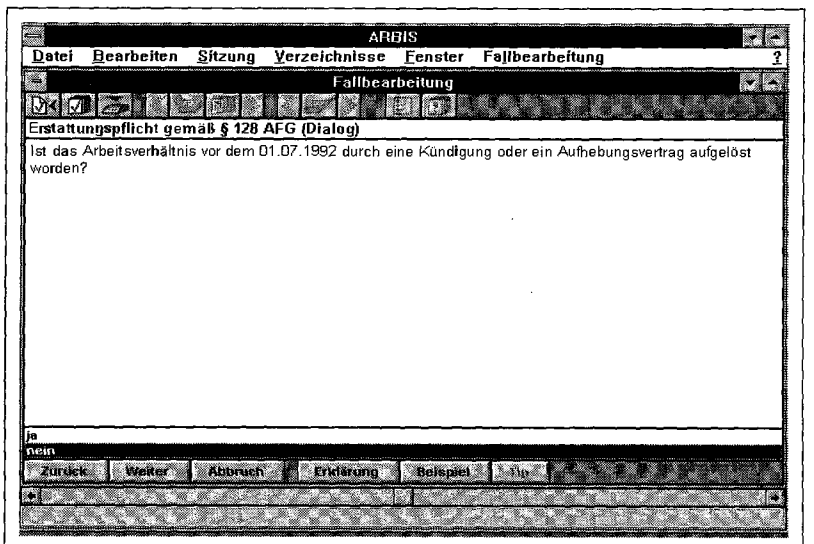 ARBIS
Datei Bearbeiten Sitzung Verzeichnisse Fenster Fallbearbeitung ?
Fallbearbeitung
Erstattungspflicht gemäß § 128 AFG (Dialog)
Ist das Arbeitsverhältnis vor dem 01.07.1992 durch eine Kündigung oder ein Aufhebungsvertrag aufgelöst
worden?
ja
nein
Zurück Weiter Abbruch Erklärung Beispiel Tip